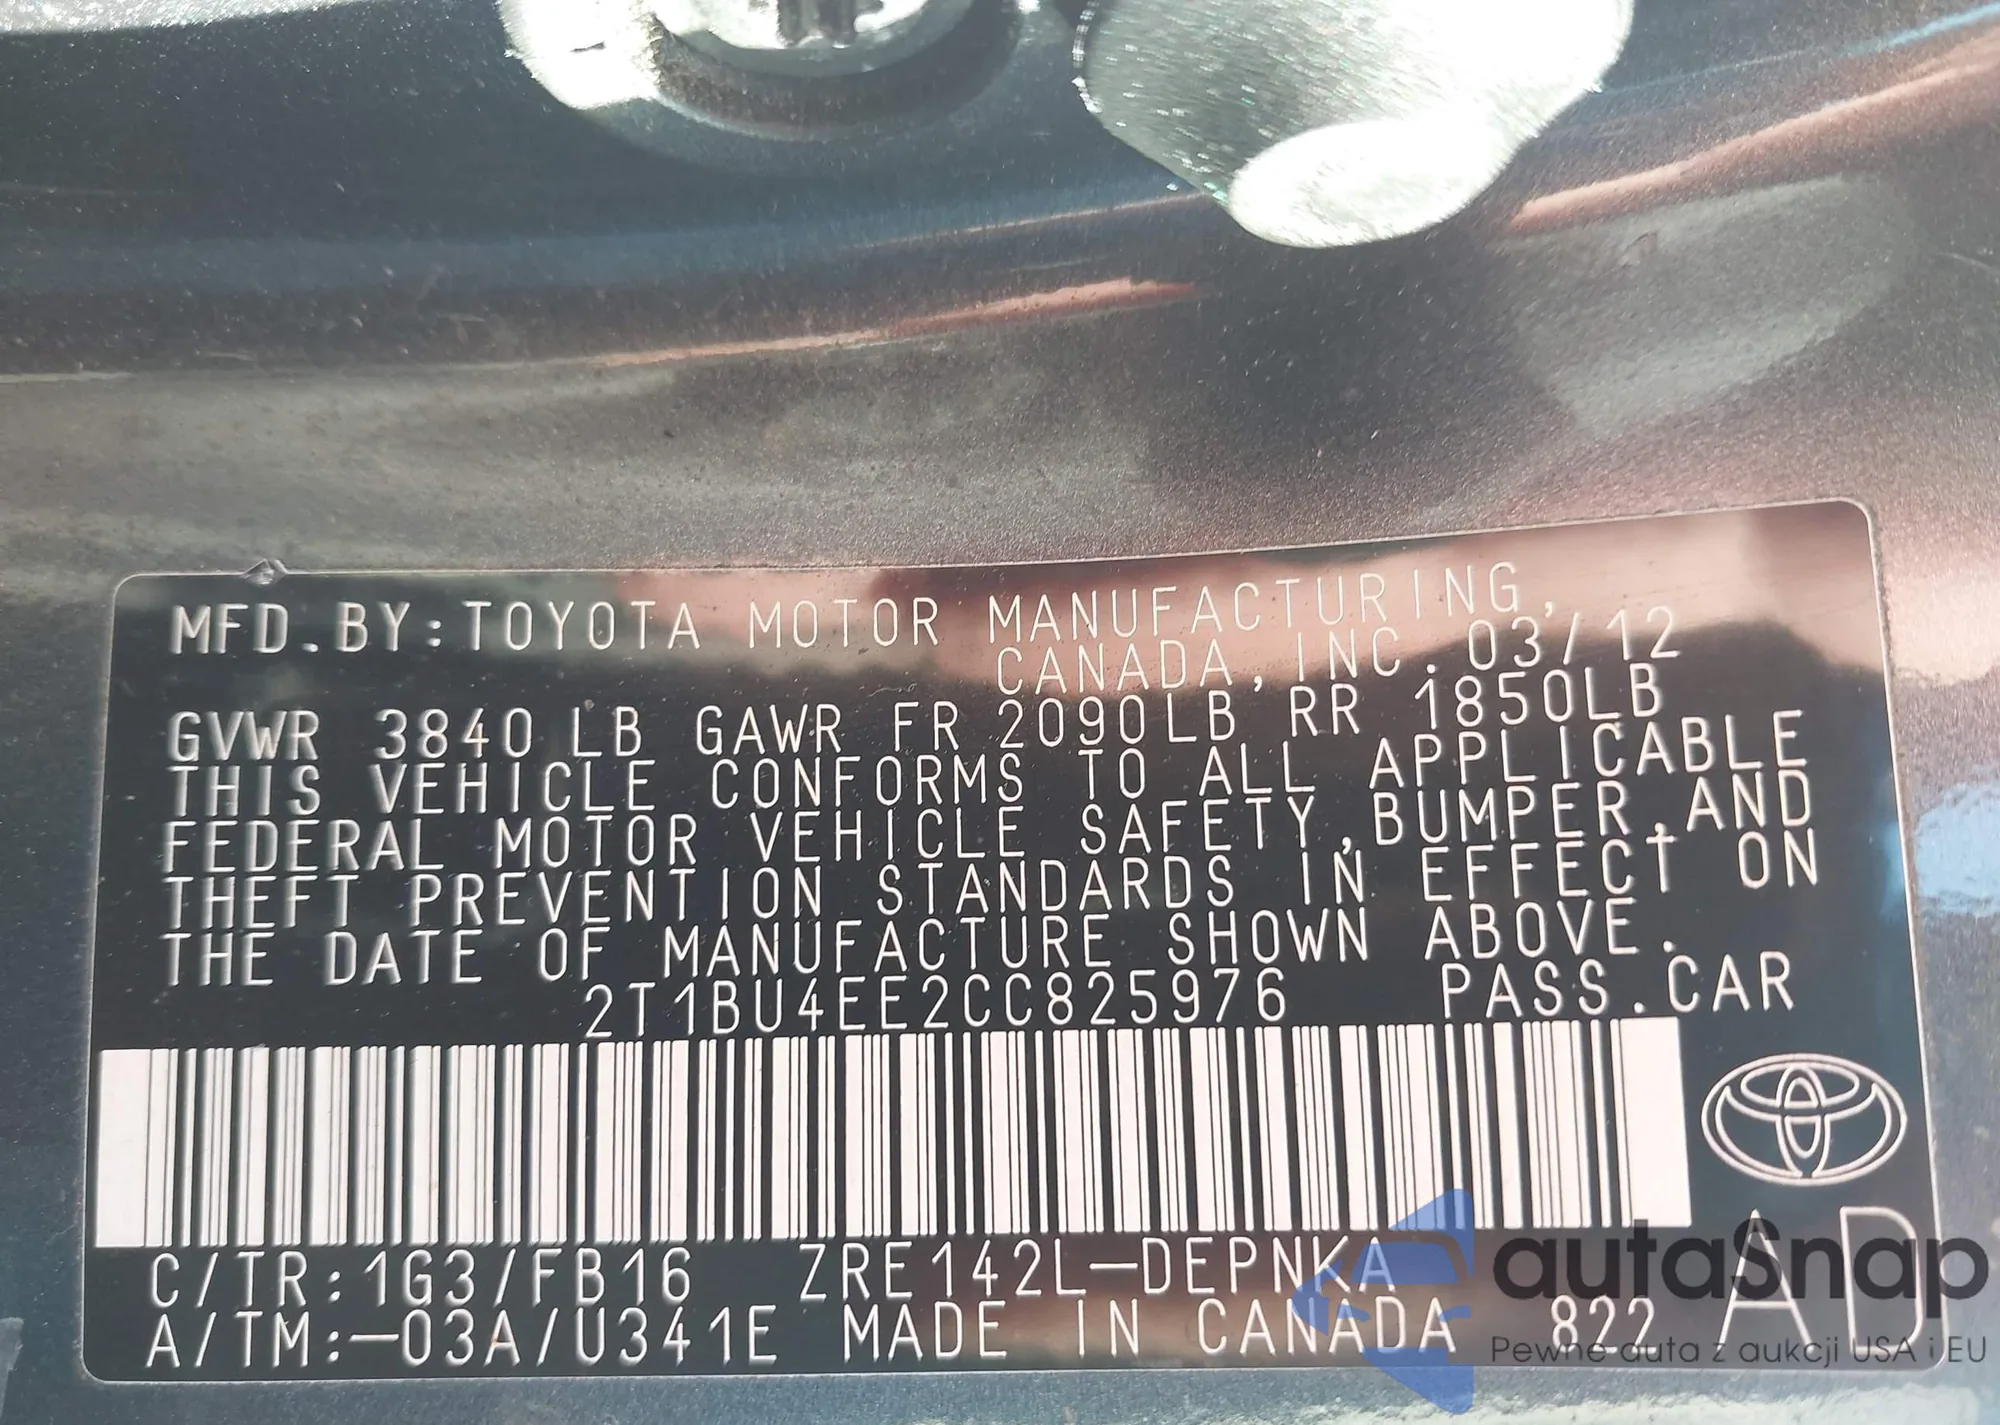 MFD.BY:TOYOTA MOTOR MANUFACTURING,
CANADA,INC.03/12
GVWR 3840 LB GAWR FR 2090LB RR 1850LB
THIS VEHICLE CONFORMS TO ALL APPLICABLE
FEDERAL MOTOR VEHICLE SAFETY,BUMPER,AND
THEFT PREVENTION STANDARDS IN EFFECT ON
THE DATE OF MANUFACTURE SHOWN ABOVE.
2T1BU4EE2CC825976 PASS.CAR
C/TR:1G3/FB16 ZRE142L-DEPNKA
A/TM:-03A/U341E MADE IN CANADA 822 AD
autaSnap
Pewne auta z aukcji USA i EU